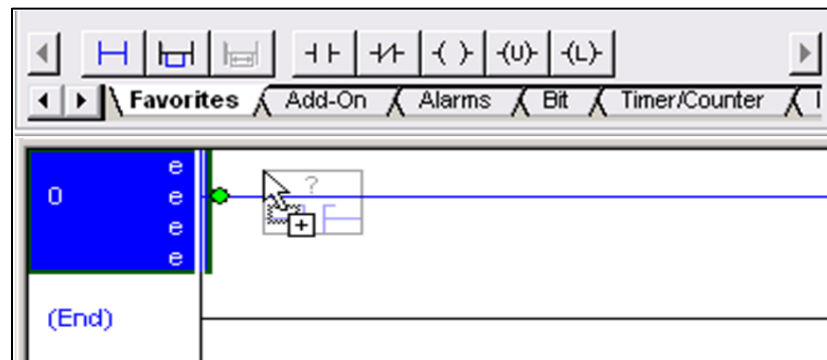 (U) (L)
Favorites Add-On Alarms Bit Timer/Counter
e
0 e
e
e
?
(End)